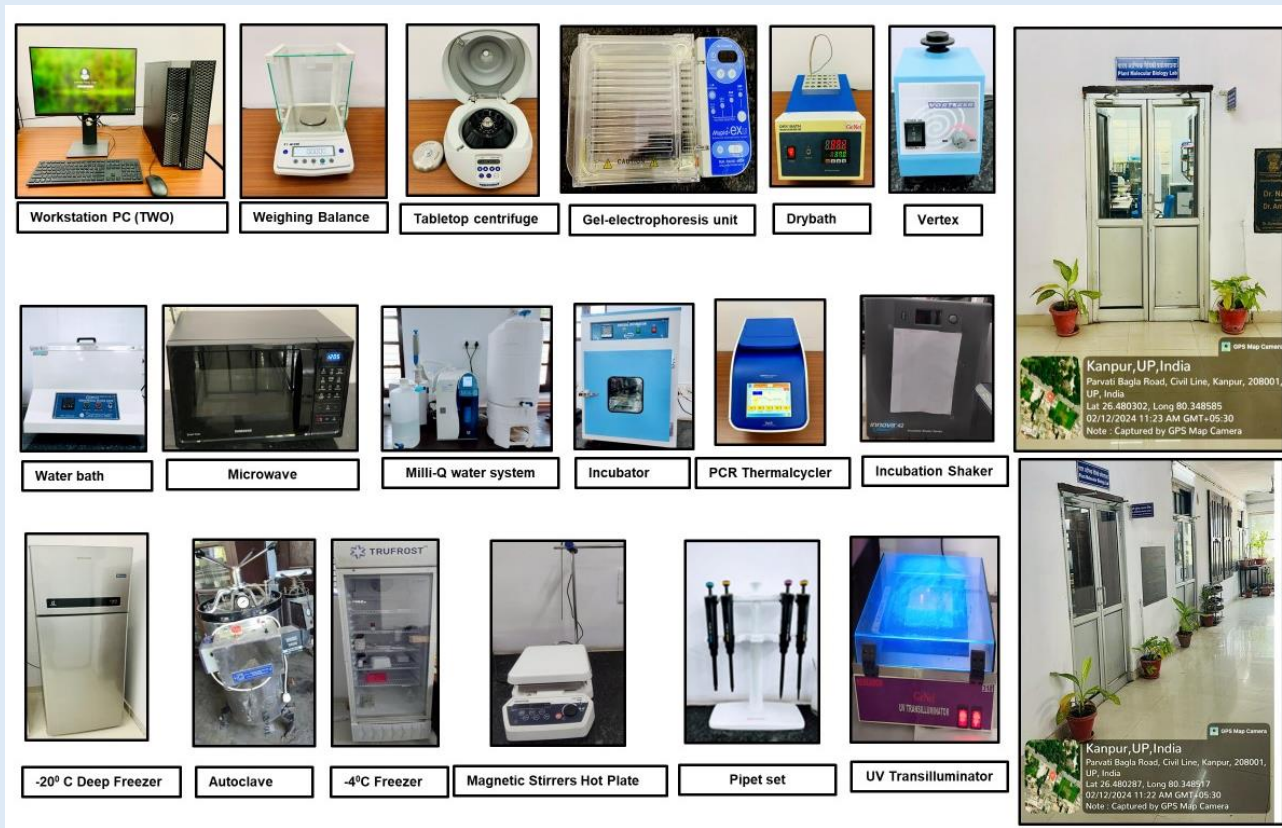 Workstation PC (TWO)
Weighing Balance
Tabletop centrifuge
Gel-electrophoresis unit
Drybath
Vertex
Plant Molecular Biology Lab
GPS Map Camera
Kanpur,UP,India
Parvati Bagla Road, Civil Line, Kanpur, 208001,
UP, India
Lat 26.480302, Long 80.348585
02/12/2024 11:23 AM GMT+05:30
Note : Captured by GPS Map Camera
Water bath
Microwave
Milli-Q water system
Incubator
PCR Thermalcycler
Incubation Shaker
TRUFROST
UV TRANSILLUMINATOR
-20⁰ C Deep Freezer
Autoclave
-4⁰C Freezer
Magnetic Stirrers Hot Plate
Pipet set
UV Transilluminator
Plant Molecular Biology Lab
GPS Map Camera
Kanpur,UP,India
Parvati Bagla Road, Civil Line, Kanpur, 208001,
UP, India
Lat 26.480287, Long 80.348517
02/12/2024 11:22 AM GMT+05:30
Note : Captured by GPS Map Camera